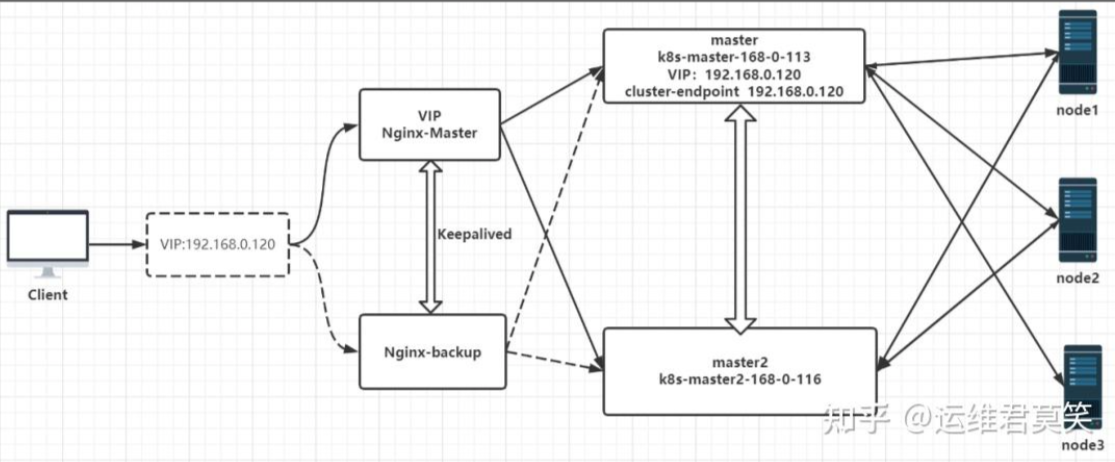 master
k8s-master-168-0-113
VIP：192.168.0.120
cluster-endpoint 192.168.0.120
node1
VIP
Nginx-Master
Keepalived
VIP:192.168.0.120
Client
node2
Nginx-backup
master2
k8s-master2-168-0-116
知乎 @运维君莫笑
node3